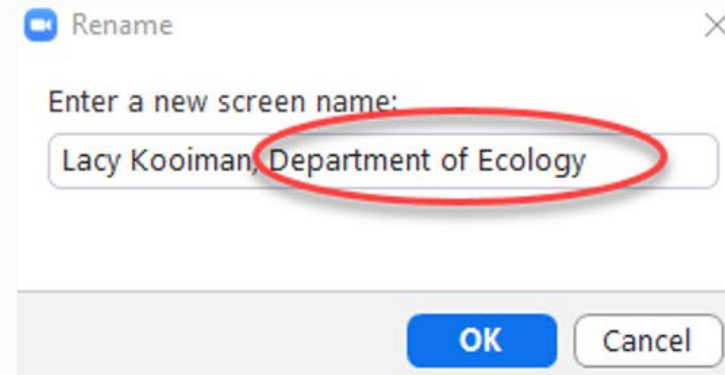 Rename
Enter a new screen name:
Lacy Kooiman, Department of Ecology
OK
Cancel